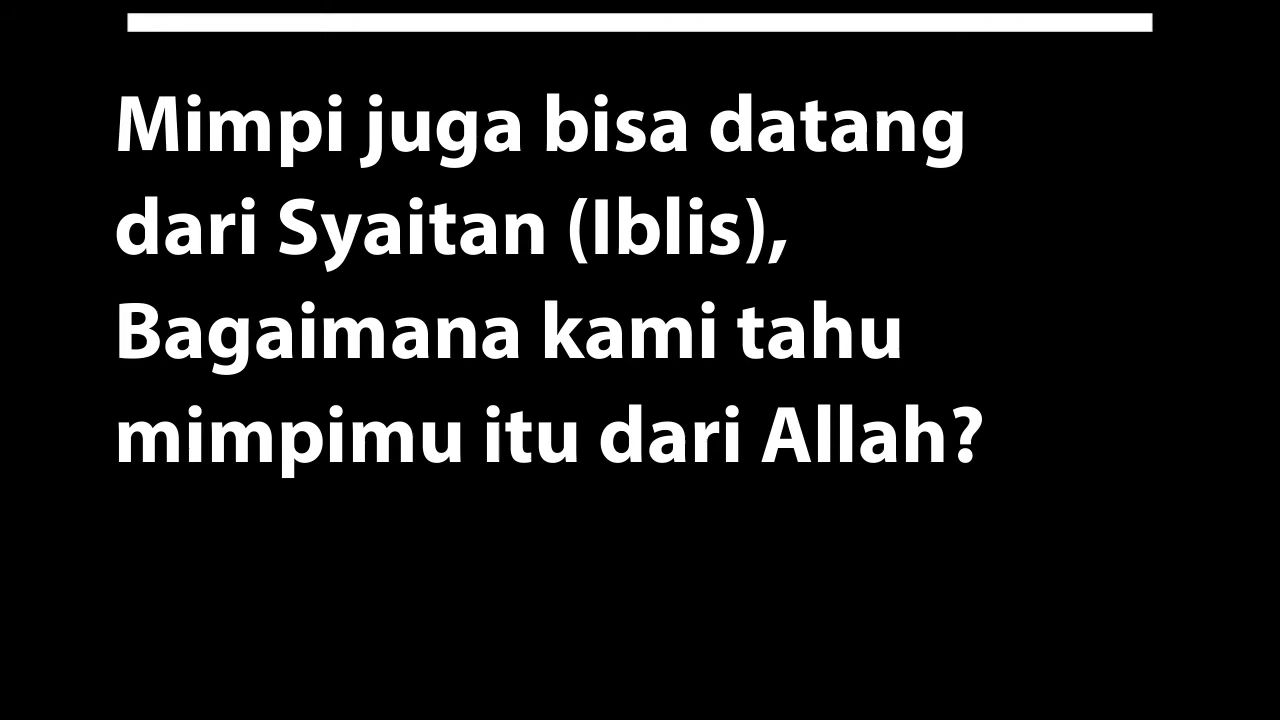 Mimpi juga bisa datang
dari Syaitan (Iblis),
Bagaimana kami tahu
mimpimu itu dari Allah?